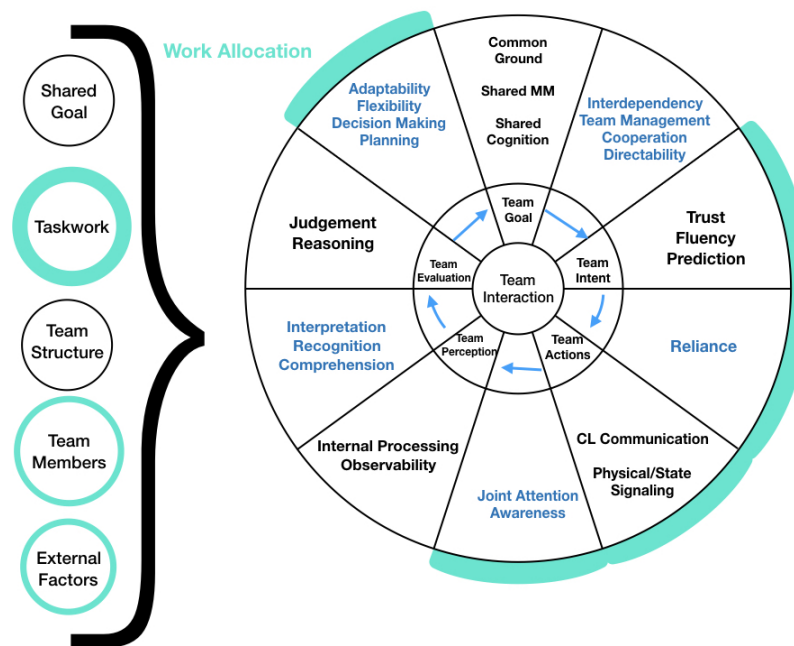 Work Allocation
Shared
Goal
Taskwork
Team
Structure
Team
Members
External
Factors
Common
Ground
Shared MM
Shared
Cognition
Interdependency
Team Management
Cooperation
Directability
Trust
Fluency
Prediction
Reliance
CL Communication
Physical/State
Signaling
Joint Attention
Awareness
Internal Processing
Observability
Interpretation
Recognition
Comprehension
Judgement
Reasoning
Adaptability
Flexibility
Decision Making
Planning
Team
Goal
Team
Intent
Team
Actions
Team
Perception
Team
Evaluation
Team
Interaction